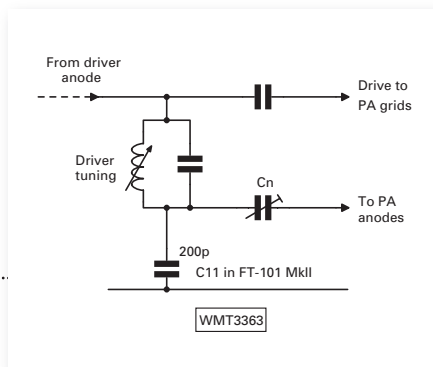 From driver
anode
Drive to
PA grids
Driver
tuning
Cn
To PA
anodes
200p
C11 in FT-101 MkII
WMT3363